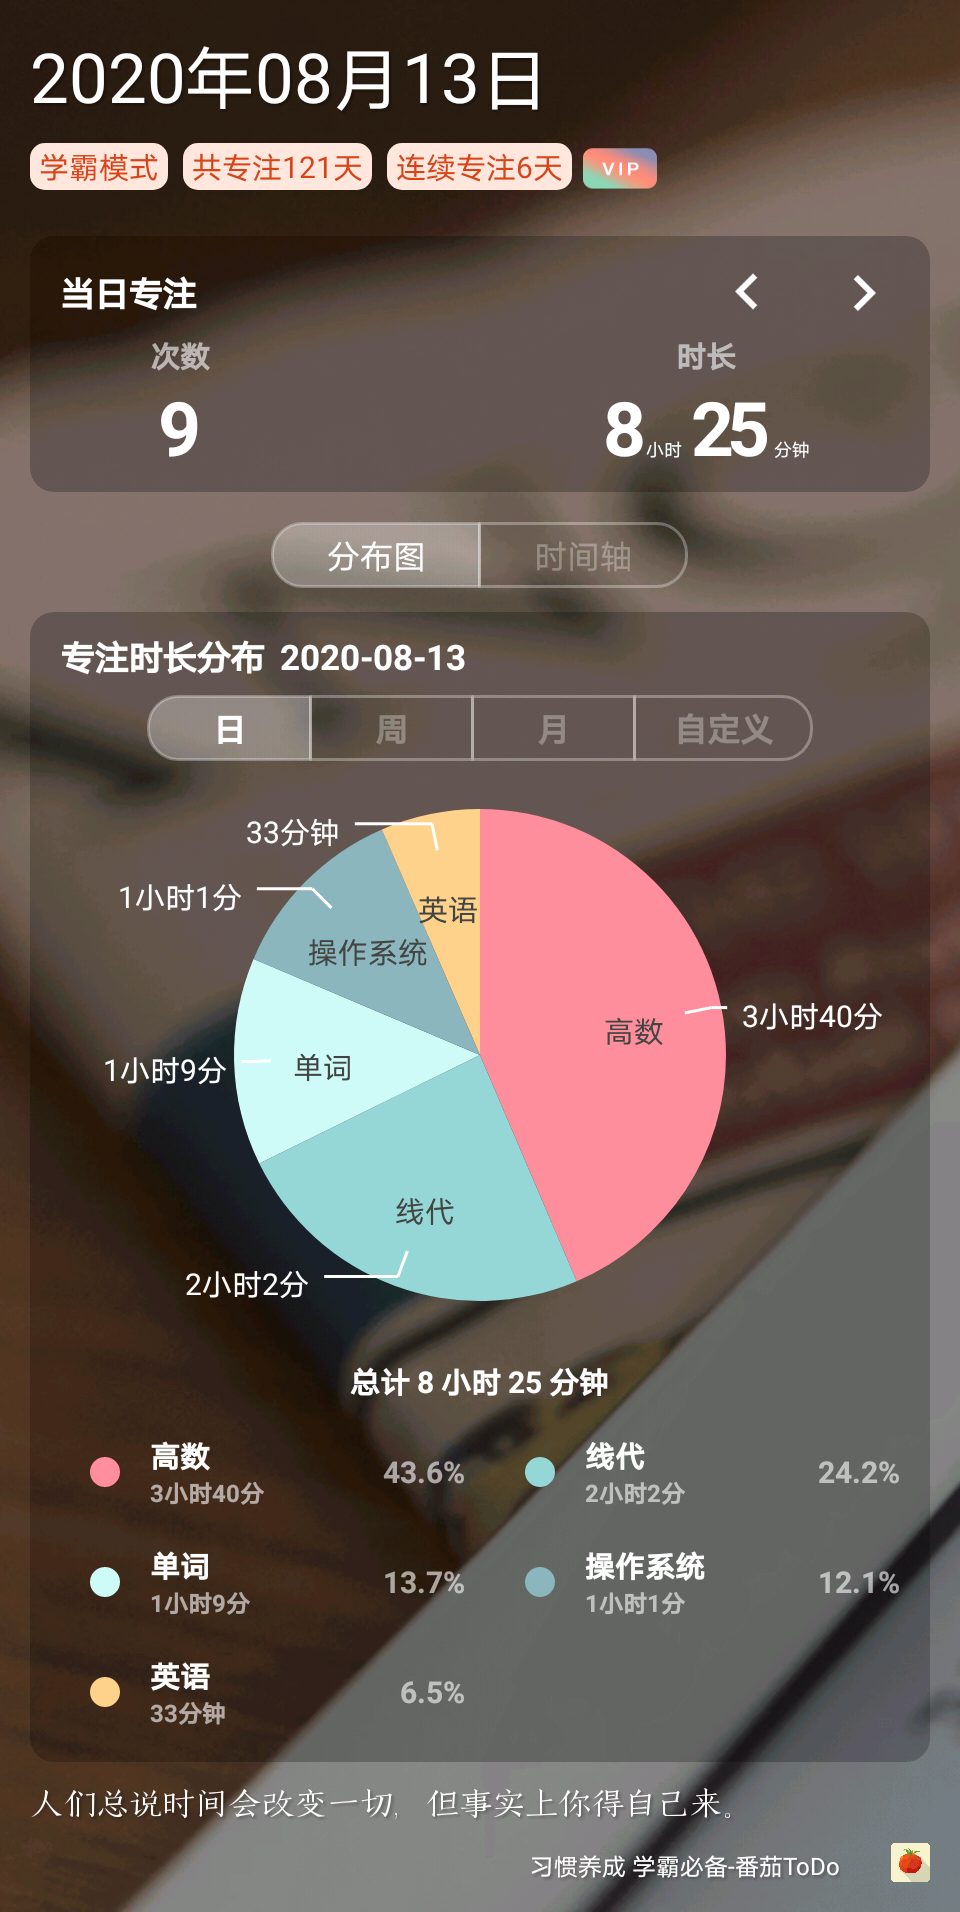 2020年08月13日
学霸模式 共专注121天 连续专注6天 VIP
当日专注
次数 时长
9 8小时 25分钟
分布图 时间轴
专注时长分布 2020-08-13
日 周 月 自定义
33分钟
1小时1分
英语
操作系统
高数 3小时40分
1小时9分 单词
线代
2小时2分
总计 8 小时 25 分钟
高数 43.6% 线代 24.2%
3小时40分 2小时2分
单词 13.7% 操作系统 12.1%
1小时9分 1小时1分
英语 6.5%
33分钟
人们总说时间会改变一切，但事实上你得自己来。
习惯养成 学霸必备-番茄ToDo